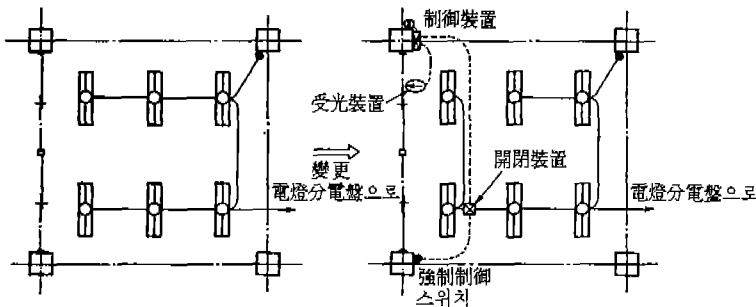 制御裝置
受光裝置
變更
開閉裝置
電燈分電盤으로
電燈分電盤으로
強制制御
스위치